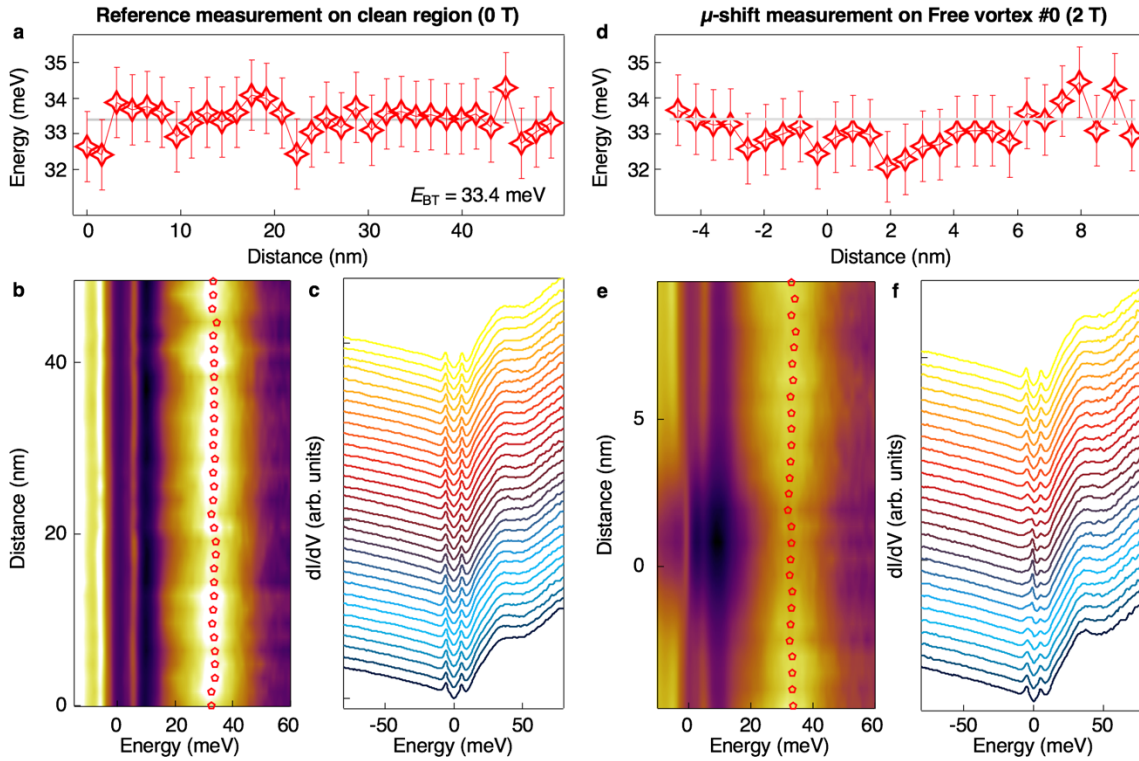 Reference measurement on clean region (0 T)
a
Energy (meV)
35
34
33
32
E_BT = 33.4 meV
0 10 20 30 40
Distance (nm)
μ-shift measurement on Free vortex #0 (2 T)
d
Energy (meV)
35
34
33
32
-4 -2 0 2 4 6 8
Distance (nm)
b
Distance (nm)
40
20
0
0 20 40 60
Energy (meV)
c
dI/dV (arb. units)
-50 0 50
Energy (meV)
e
Distance (nm)
5
0
0 20 40 60
Energy (meV)
f
dI/dV (arb. units)
-50 0 50
Energy (meV)